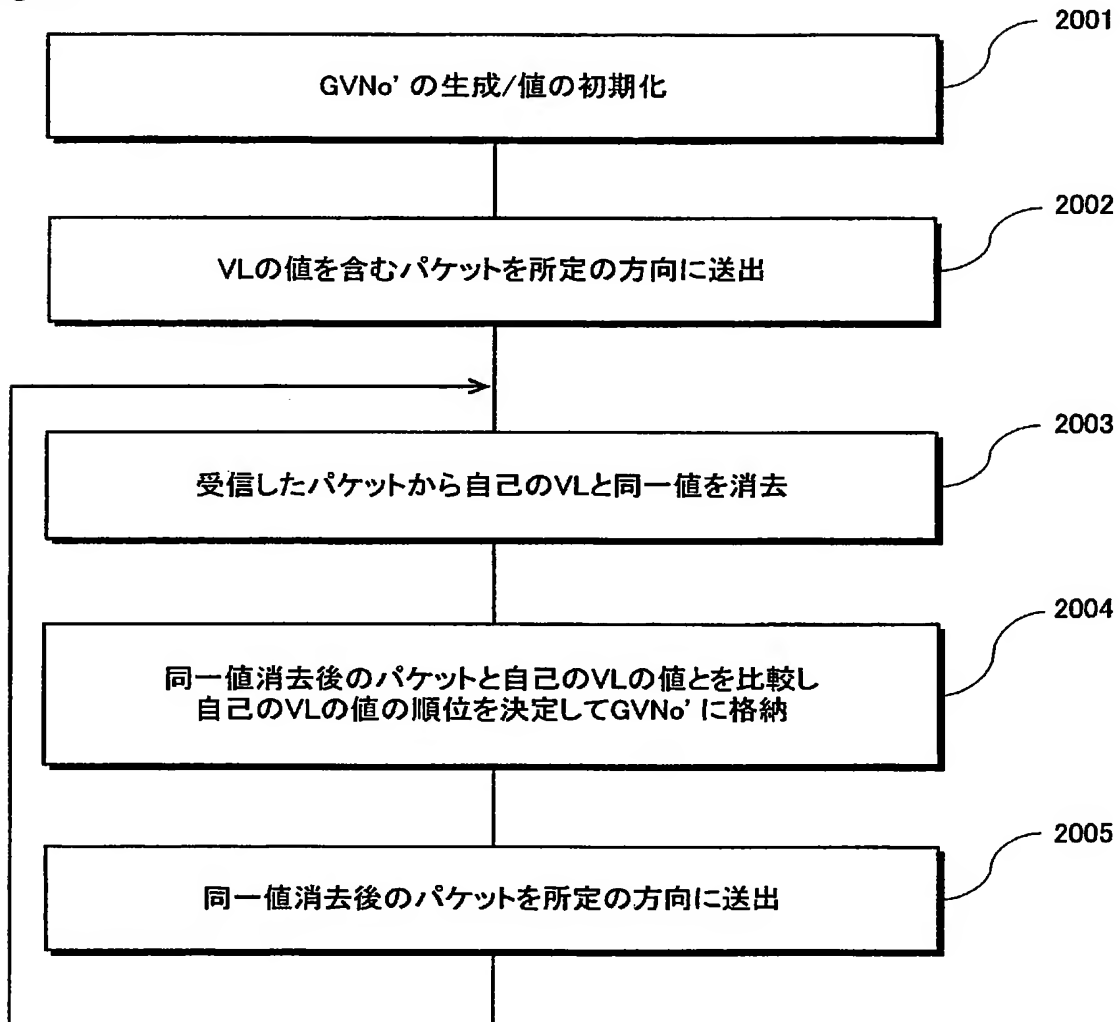 2001
GVNo' の生成/値の初期化
2002
VLの値を含むパケットを所定の方向に送出
2003
受信したパケットから自己のVLと同一値を消去
2004
同一値消去後のパケットと自己のVLの値とを比較し
自己のVLの値の順位を決定してGVNo' に格納
2005
同一値消去後のパケットを所定の方向に送出